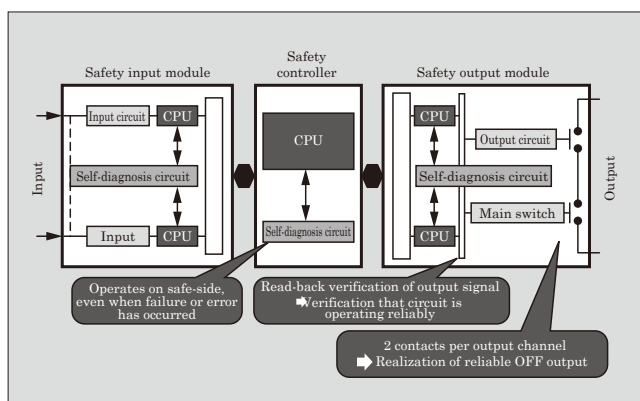 Safety input module
Safety
controller
Safety output module
Input
Input circuit
CPU
Self-diagnosis circuit
Input
CPU
CPU
Self-diagnosis circuit
CPU
Output circuit
Self-diagnosis circuit
Main switch
CPU
Output
Operates on safe-side,
even when failure or error
has occurred
Read-back verification of output signal
Verification that circuit is
operating reliably
2 contacts per output channel
Realization of reliable OFF output